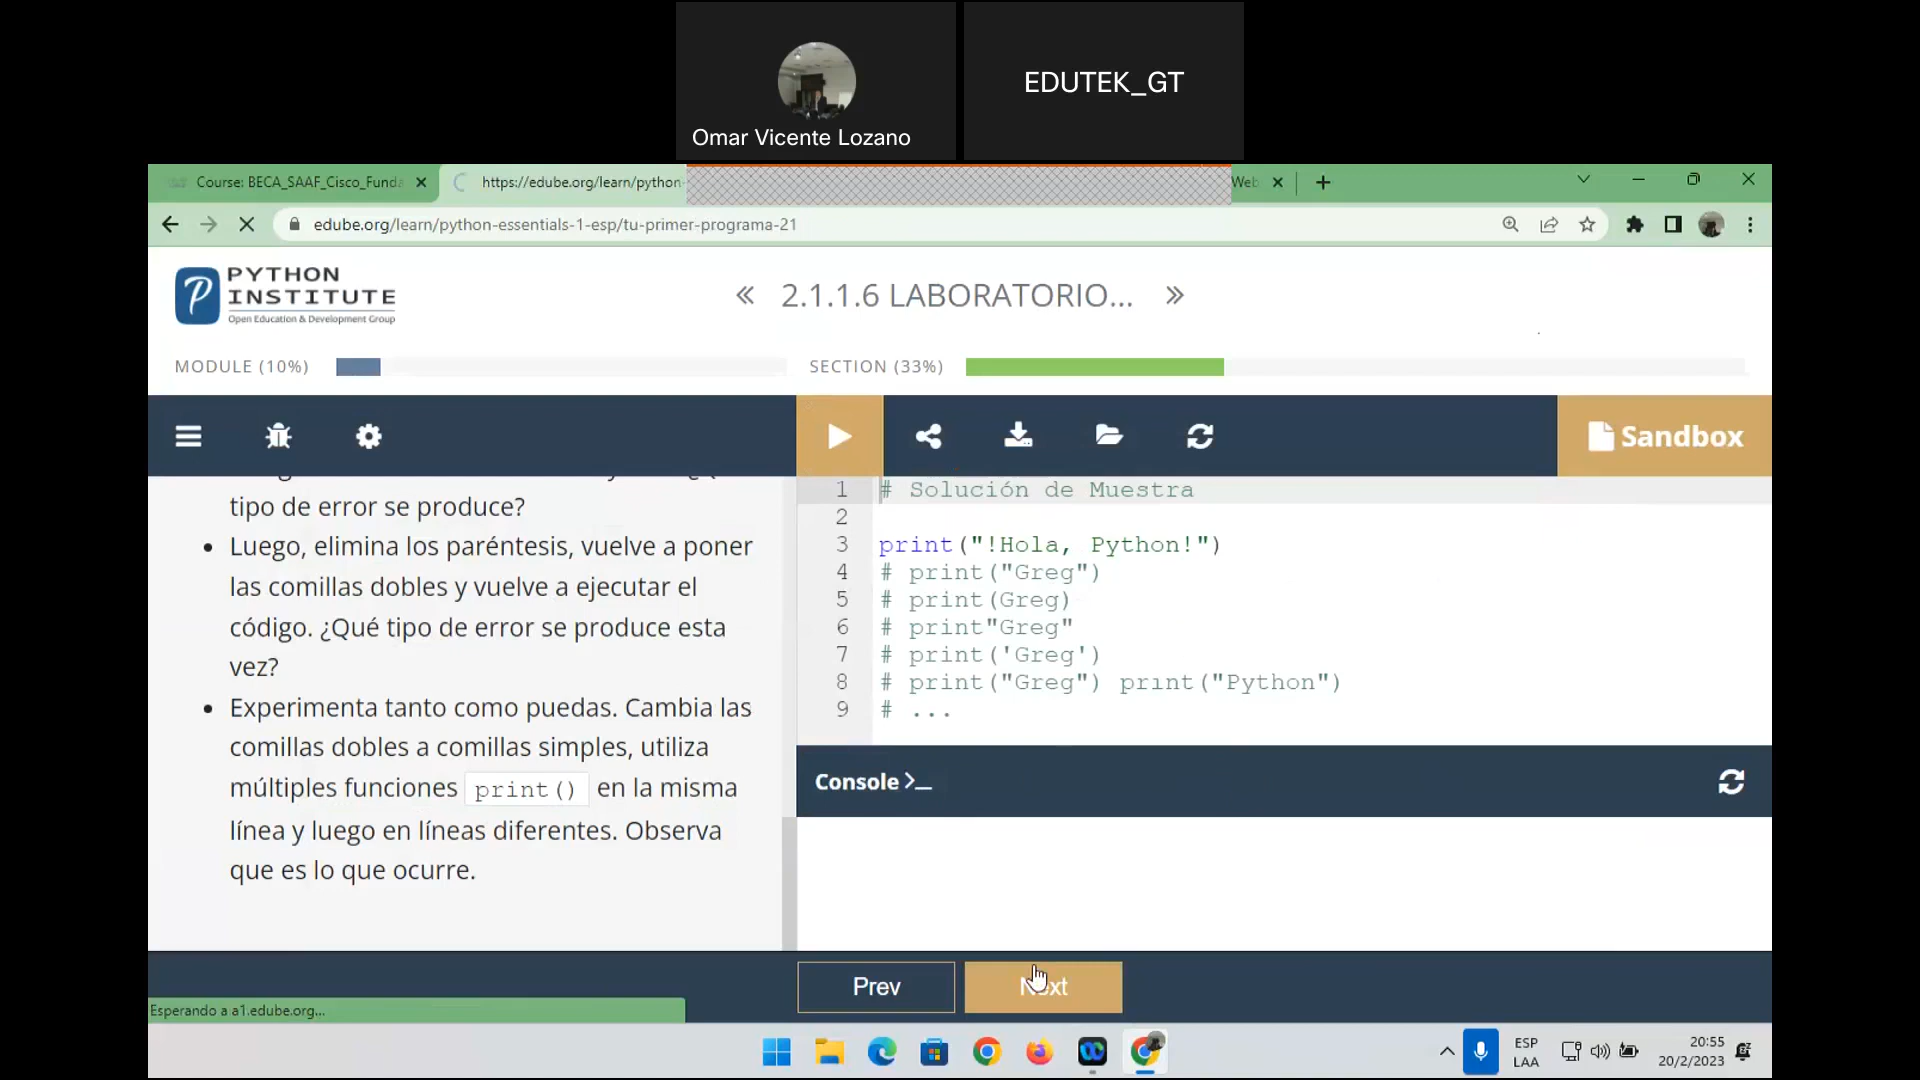 EDUTEK_GT
Omar Vicente Lozano
Course: BECA_SAAF_Cisco_Funda
https://edube.org/learn/python-
Web
edube.org/learn/python-essentials-1-esp/tu-primer-programa-21
PYTHON
INSTITUTE
Open Education & Development Group
2.1.1.6 LABORATORIO...
MODULE (10%)
SECTION (33%)
Sandbox
tipo de error se produce?
• Luego, elimina los paréntesis, vuelve a poner
las comillas dobles y vuelve a ejecutar el
código. ¿Qué tipo de error se produce esta
vez?
• Experimenta tanto como puedas. Cambia las
comillas dobles a comillas simples, utiliza
múltiples funciones print() en la misma
línea y luego en líneas diferentes. Observa
que es lo que ocurre.
1 # Solución de Muestra
2
3 print("!Hola, Python!")
4 # print("Greg")
5 # print(Greg)
6 # print"Greg"
7 # print('Greg')
8 # print("Greg") print("Python")
9 # ...
Console >_
Prev
Next
Esperando a a1.edube.org...
ESP
LAA
20:55
20/2/2023